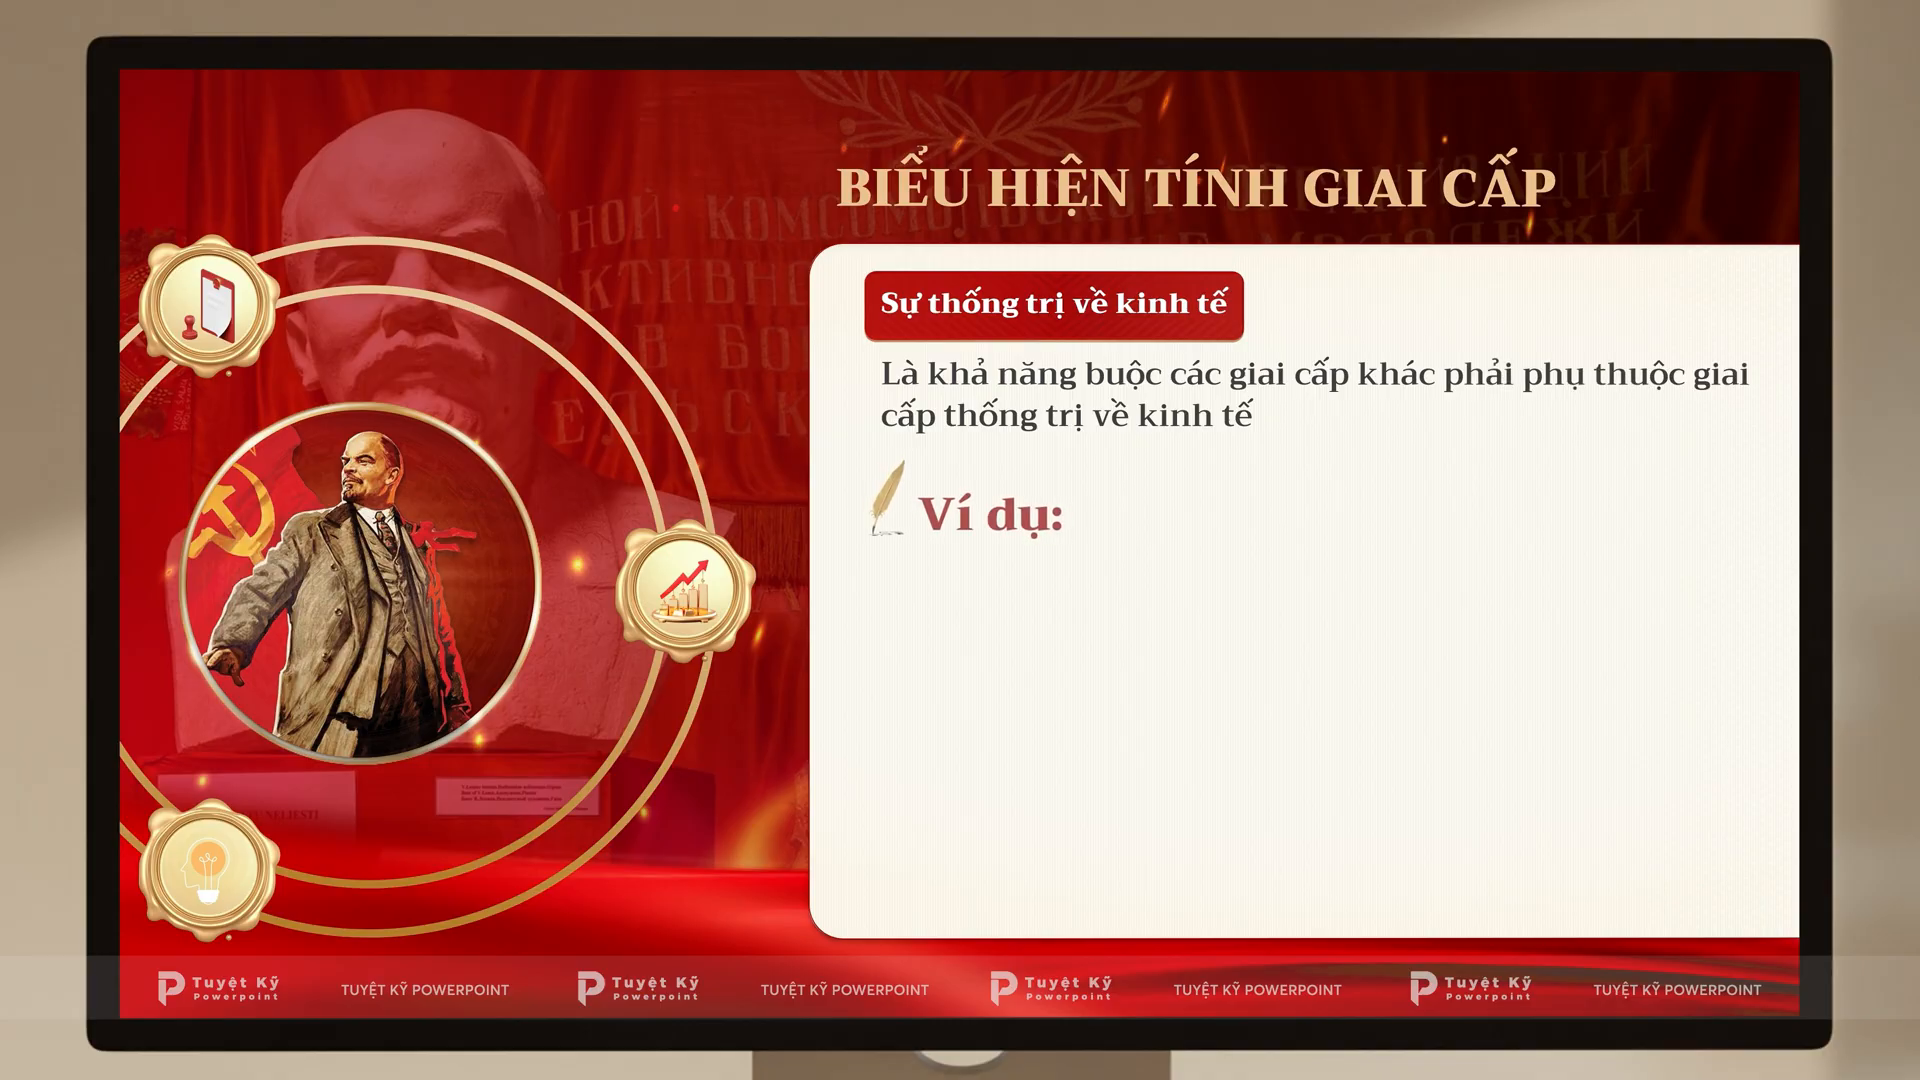 BIỂU HIỆN TÍNH GIAI CẤP
НОЙ КОМСОМОЛЬСКОЙ
Sự thống trị về kinh tế
Là khả năng buộc các giai cấp khác phải phụ thuộc giai
cấp thống trị về kinh tế
Ví dụ:
Tuyệt Kỹ
Powerpoint
TUYỆT KỸ POWERPOINT
Tuyệt Kỹ
Powerpoint
TUYỆT KỸ POWERPOINT
Tuyệt Kỹ
Powerpoint
TUYỆT KỸ POWERPOINT
Tuyệt Kỹ
Powerpoint
TUYỆT KỸ POWERPOINT